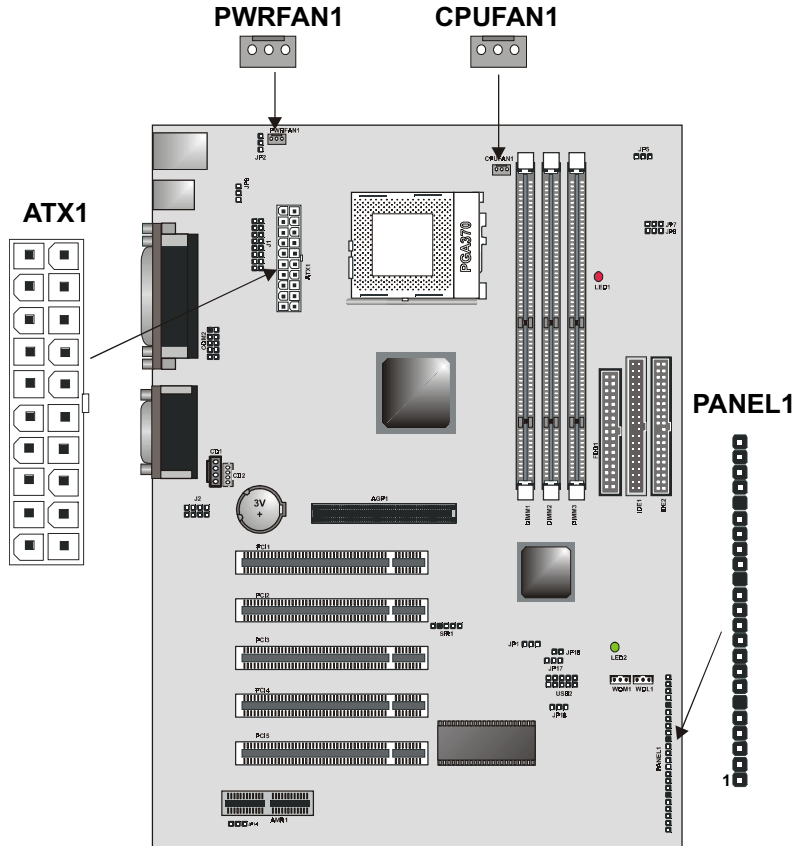 PWRFAN1
CPUFAN1
ATX1
PANEL1
1
PWRFAN1
JP2
CPUFAN1
JP5
JP6
J1
ATX1
PGA370
JP7
JP8
LED1
COM2
CD1
CD2
J2
3V
+
AGP1
FDD1
IDE1
IDE2
DIMM1
DIMM2
DIMM3
PCI1
PCI2
SIR1
PCI3
JP1
JP16
JP17
LED2
USB2
WOM1
WOL1
PCI4
PCI5
PANEL1
AMR1
JP14